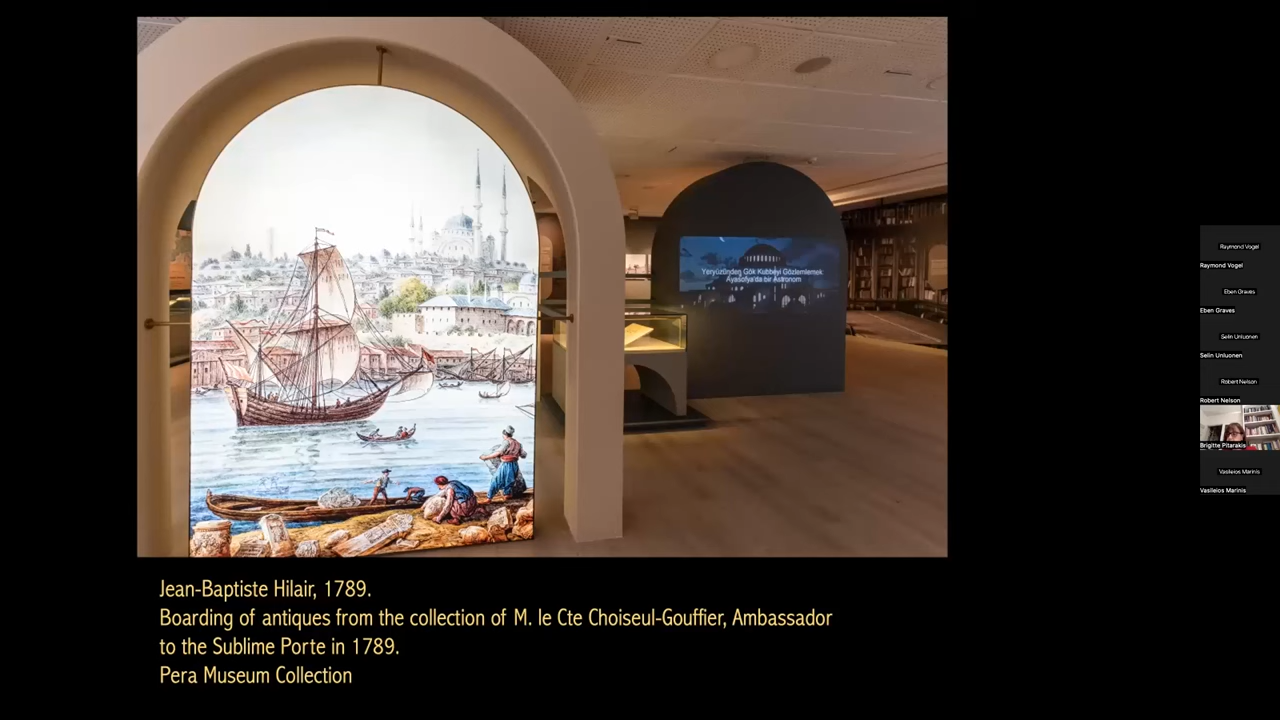 Yeryüzünden Gök Kubbeyi Gözlemlemek
Ayasofya'da bir Astronom
Jean-Baptiste Hilair, 1789.
Boarding of antiques from the collection of M. le Cte Choiseul-Gouffier, Ambassador
to the Sublime Porte in 1789.
Pera Museum Collection
Raymond Vogel
Raymond Vogel
Eben Graves
Eben Graves
Selin Unluonen
Selin Unluonen
Robert Nelson
Robert Nelson
Brigitte Pitarakis
Vasileios Marinis
Vasileios Marinis